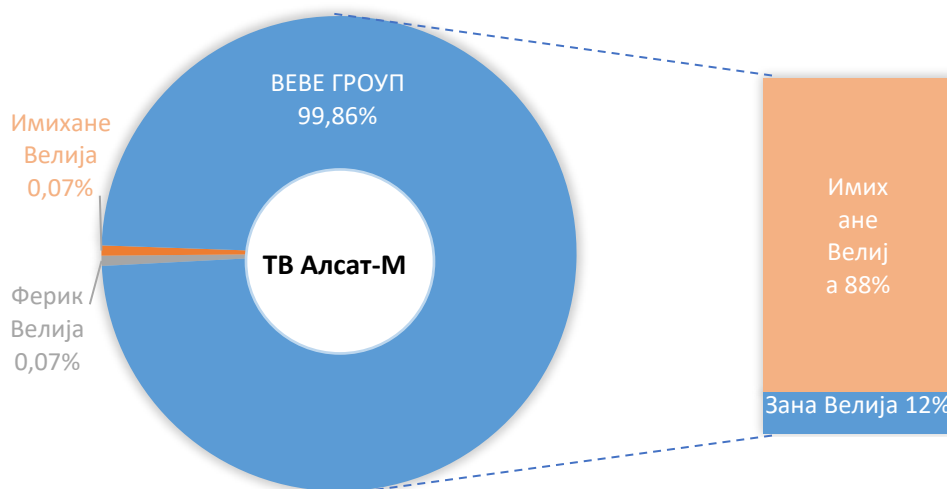 ВЕВЕ ГРОУП
99,86%
Имихане
Велија
0,07%
ТВ Алсат-М
Ферик
Велија
0,07%
Имих
ане
Велиј
а 88%
Зана Велија 12%